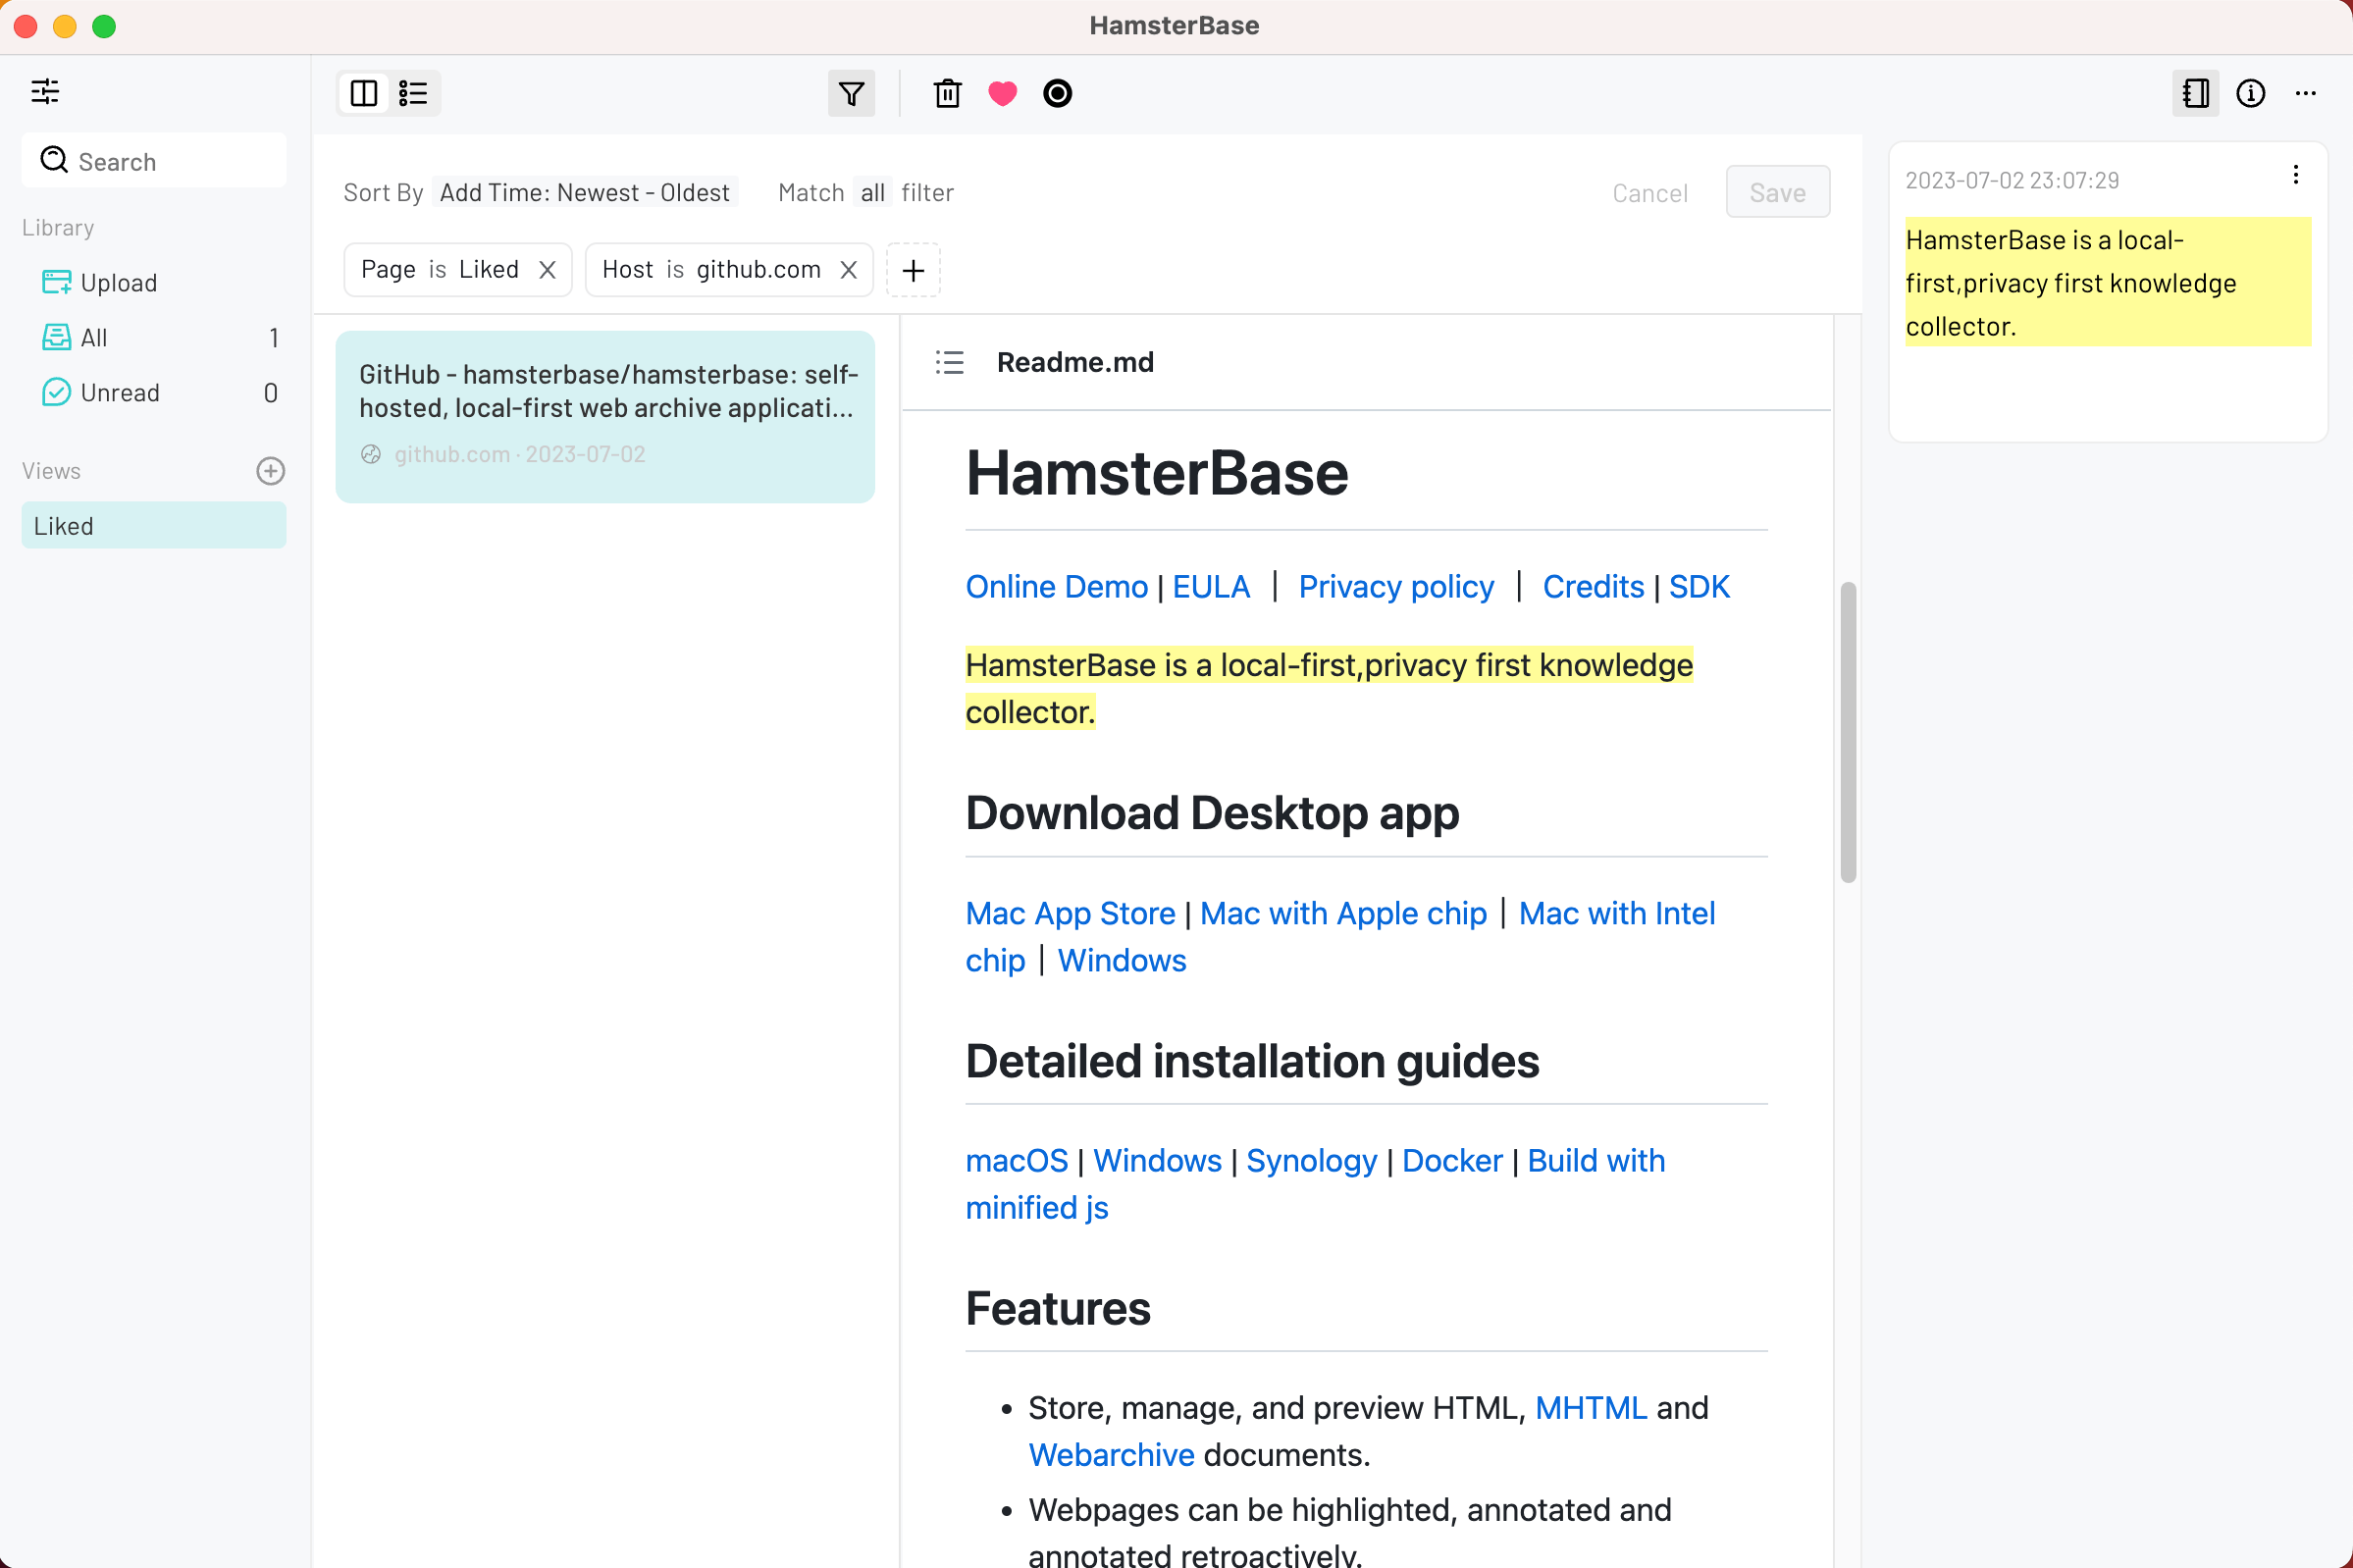 HamsterBase
Search
Library
Upload
All 1
Unread 0
Views
Liked
Sort By Add Time: Newest - Oldest Match all filter
Cancel Save
Page is Liked X Host is github.com X +
GitHub - hamsterbase/hamsterbase: self-
hosted, local-first web archive applicati...
github.com · 2023-07-02
Readme.md
HamsterBase
Online Demo | EULA | Privacy policy | Credits | SDK
HamsterBase is a local-first,privacy first knowledge
collector.
Download Desktop app
Mac App Store | Mac with Apple chip | Mac with Intel
chip | Windows
Detailed installation guides
macOS | Windows | Synology | Docker | Build with
minified js
Features
• Store, manage, and preview HTML, MHTML and
Webarchive documents.
• Webpages can be highlighted, annotated and
annotated retroactively.
2023-07-02 23:07:29
HamsterBase is a local-
first,privacy first knowledge
collector.